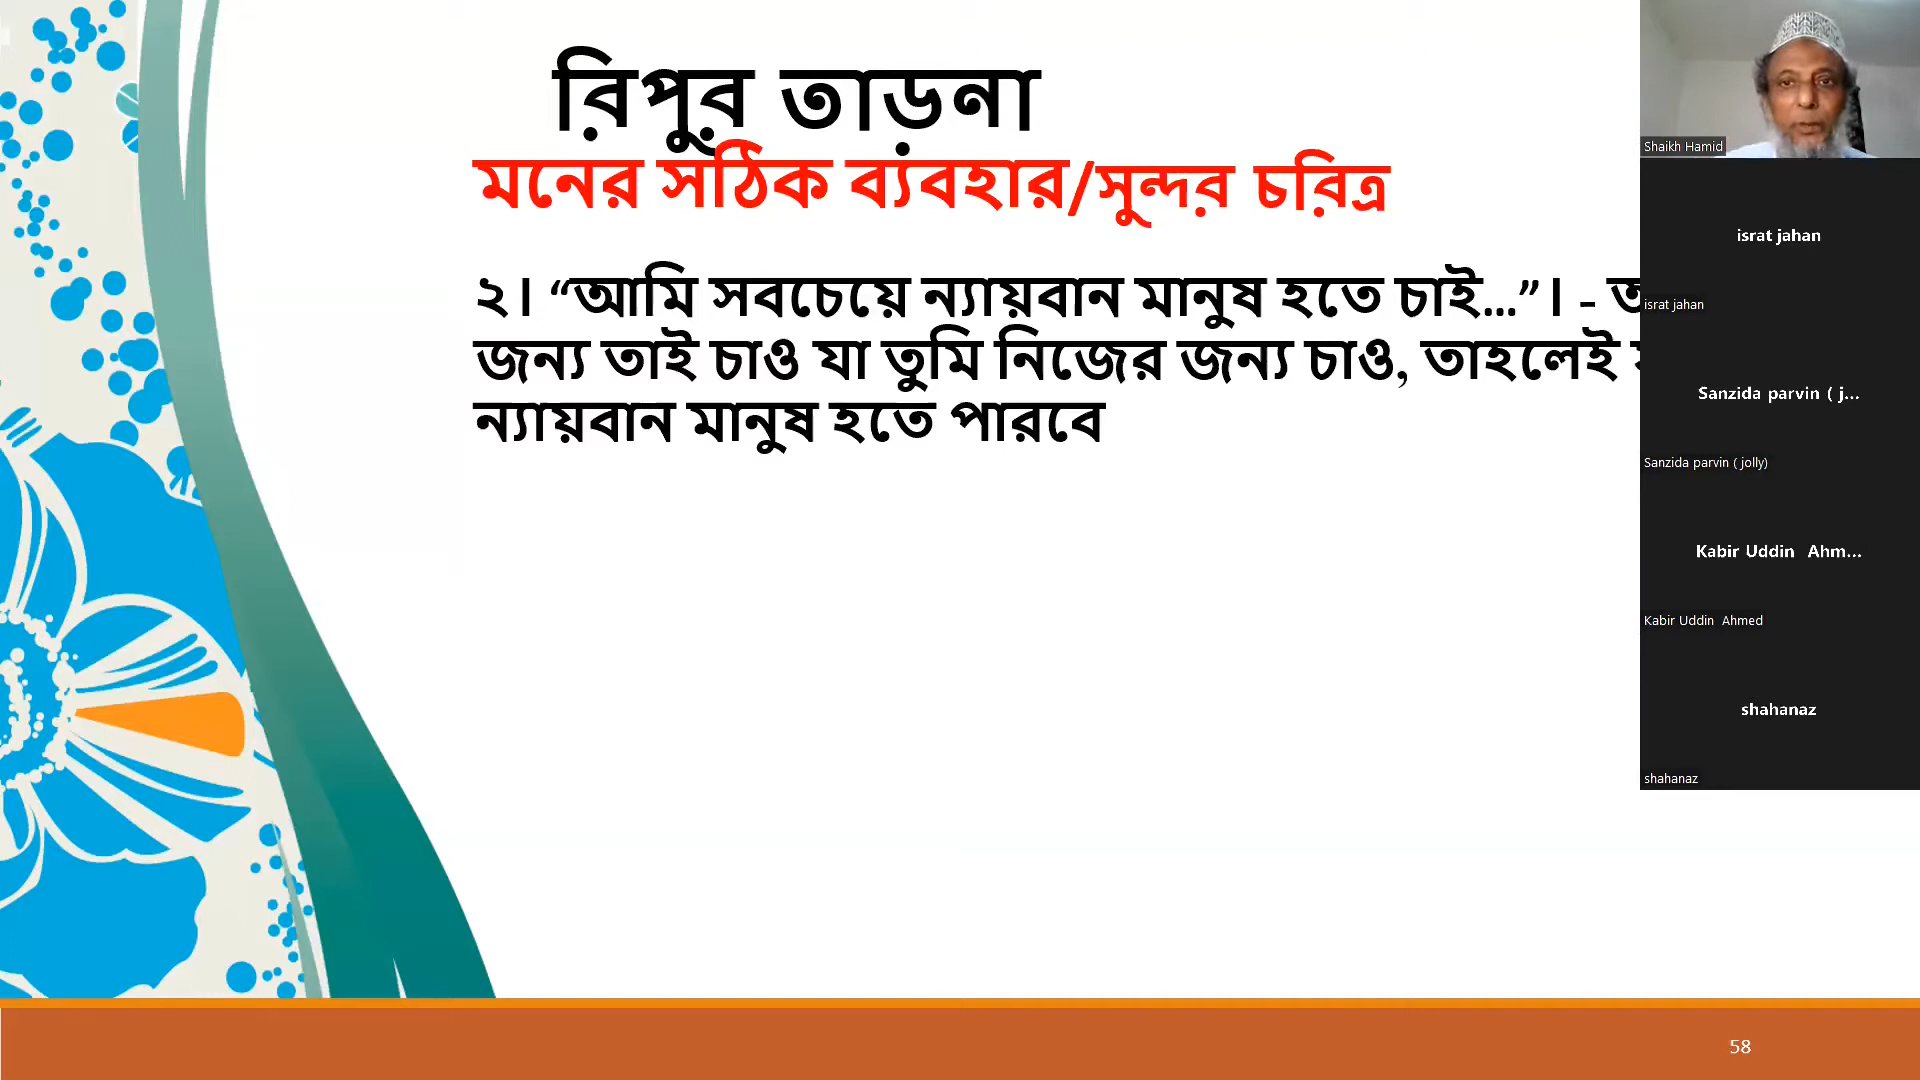 রিপুর তাড়না
মনের সঠিক ব্যবহার/সুন্দর চরিত্র
২। “আমি সবচেয়ে ন্যায়বান মানুষ হতে চাই...”। -
জন্য তাই চাও যা তুমি নিজের জন্য চাও, তাহলেই
ন্যায়বান মানুষ হতে পারবে
Shaikh Hamid
israt jahan
israt jahan
Sanzida parvin ( j...
Sanzida parvin ( jolly)
Kabir Uddin Ahm...
Kabir Uddin Ahmed
shahanaz
shahanaz
58